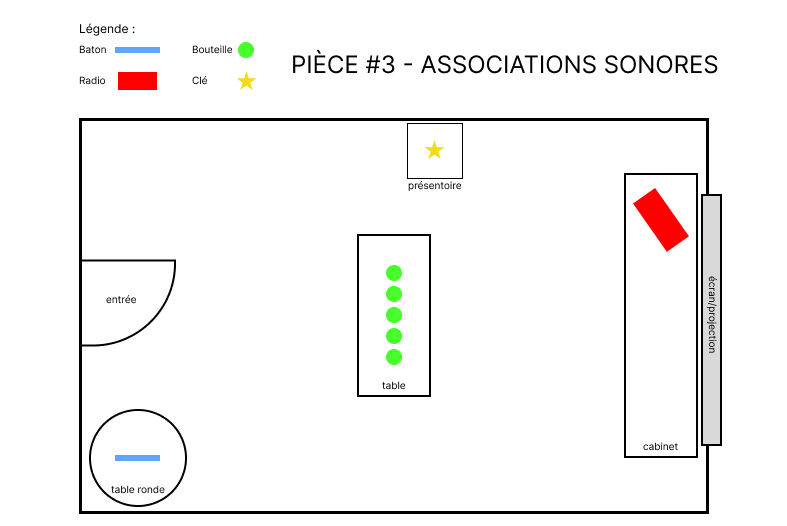 Légende :
Baton
Bouteille
Radio
Clé
PIÈCE #3 - ASSOCIATIONS SONORES
présentoire
entrée
écran/projection
table
cabinet
table ronde